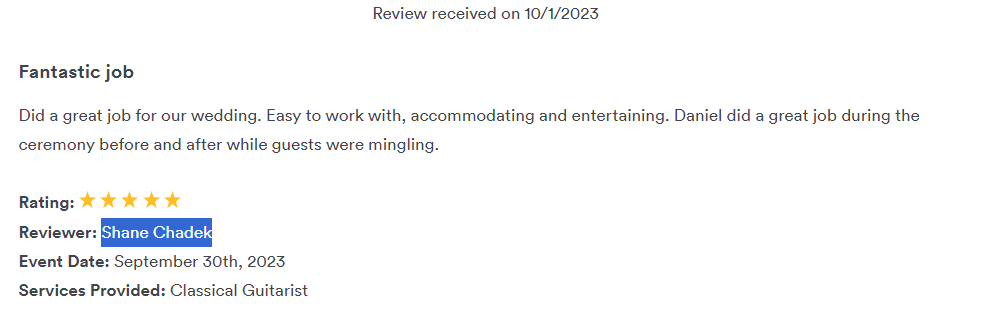 Review received on 10/1/2023
Fantastic job
Did a great job for our wedding. Easy to work with, accommodating and entertaining. Daniel did a great job during the
ceremony before and after while guests were mingling.
Rating: ★★★★★
Reviewer: Shane Chadek
Event Date: September 30th, 2023
Services Provided: Classical Guitarist